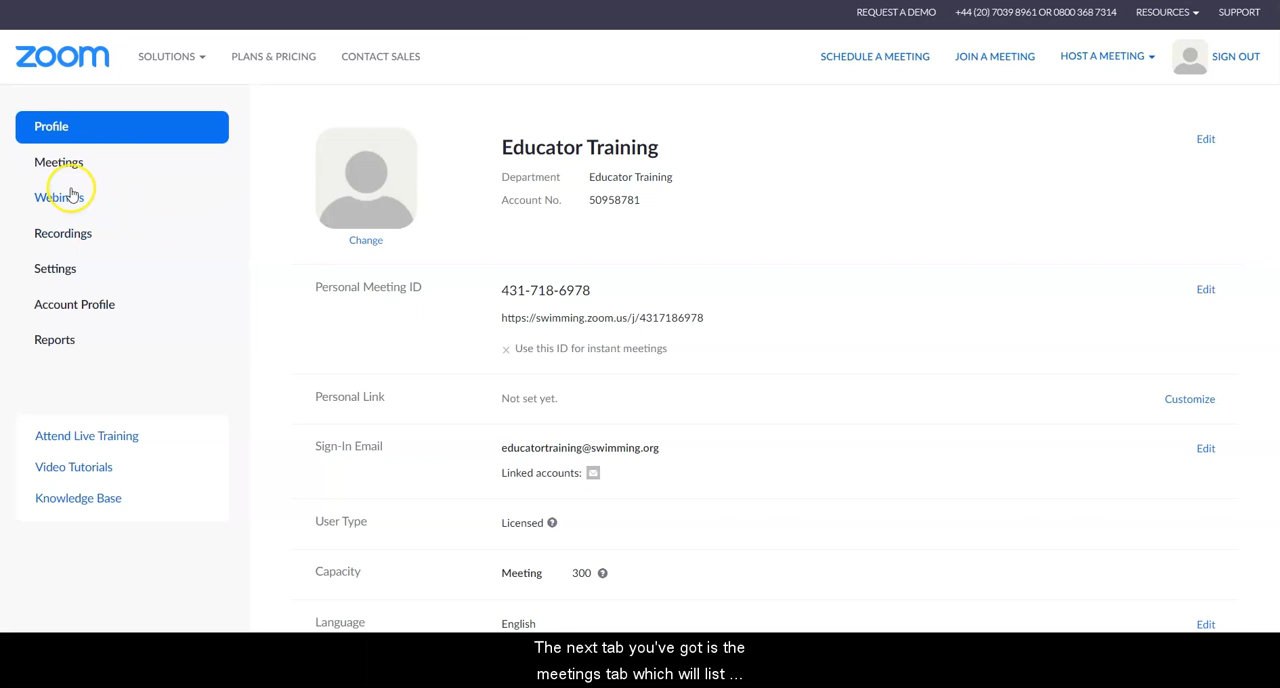 REQUEST A DEMO +44 (20) 7039 8961 OR 0800 368 7314 RESOURCES SUPPORT
zoom SOLUTIONS PLANS & PRICING CONTACT SALES SCHEDULE A MEETING JOIN A MEETING HOST A MEETING SIGN OUT
Profile
Meetings
Webinars
Recordings
Settings
Account Profile
Reports
Attend Live Training
Video Tutorials
Knowledge Base
Change
Educator Training Edit
Department Educator Training
Account No. 50958781
Personal Meeting ID 431-718-6978 Edit
https://swimming.zoom.us/j/4317186978
Use this ID for instant meetings
Personal Link Not set yet. Customize
Sign-In Email educatortraining@swimming.org Edit
Linked accounts:
User Type Licensed
Capacity Meeting 300
Language English Edit
The next tab you've got is the
meetings tab which will list ...